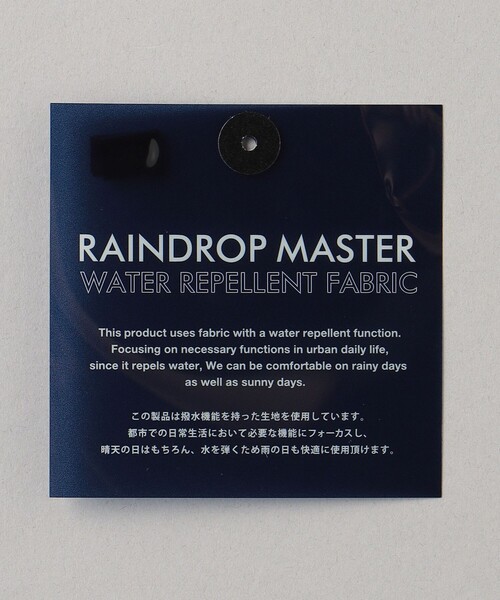 RAINDROP MASTER
WATER REPELLENT FABRIC
This product uses fabric with a water repellent function.
Focusing on necessary functions in urban daily life,
since it repels water, We can be comfortable on rainy days
as well as sunny days.
この製品は撥水機能を持った生地を使用しています。
都市での日常生活において必要な機能にフォーカスし、
晴天の日はもちろん、水を弾くため雨の日も快適に使用頂けます。